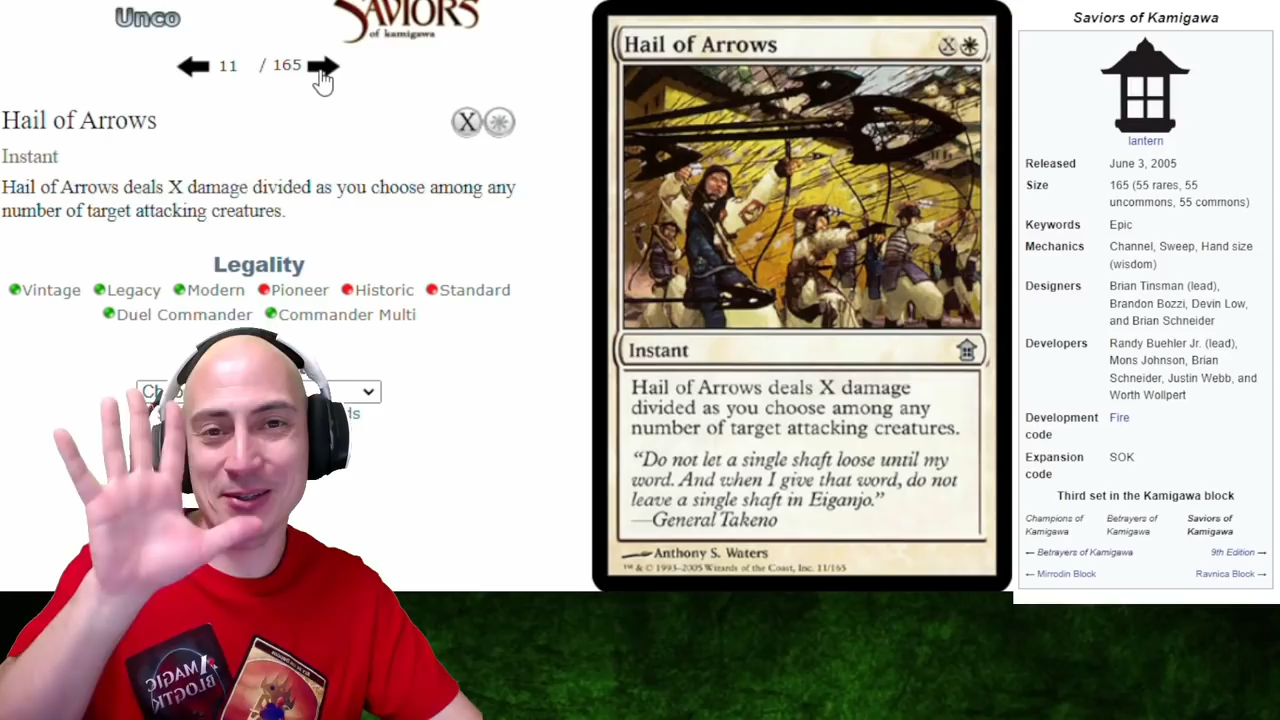 Unco
SAVIORS
of kamigawa
11 / 165
Hail of Arrows
X
Instant
Hail of Arrows deals X damage divided as you choose among any
number of target attacking creatures.
Legality
Vintage Legacy Modern Pioneer Historic Standard
Duel Commander Commander Multi
MAGIC
BLOGTI
Hail of Arrows X
Instant
Hail of Arrows deals X damage
divided as you choose among any
number of target attacking creatures.
“Do not let a single shaft loose until my
word. And when I give that word, do not
leave a single shaft in Eiganjo.”
—General Takeno
Anthony S. Waters
™ & © 1993–2005 Wizards of the Coast, Inc. 11/165
Saviors of Kamigawa
lantern
Released June 3, 2005
Size 165 (55 rares, 55
uncommons, 55 commons)
Keywords Epic
Mechanics Channel, Sweep, Hand size
(wisdom)
Designers Brian Tinsman (lead),
Brandon Bozzi, Devin Low,
and Brian Schneider
Developers Randy Buehler Jr. (lead),
Mons Johnson, Brian
Schneider, Justin Webb, and
Worth Wollpert
Development Fire
code
Expansion SOK
code
Third set in the Kamigawa block
Champions of Betrayers of Saviors of
Kamigawa Kamigawa Kamigawa
← Betrayers of Kamigawa 9th Edition →
← Mirrodin Block Ravnica Block →